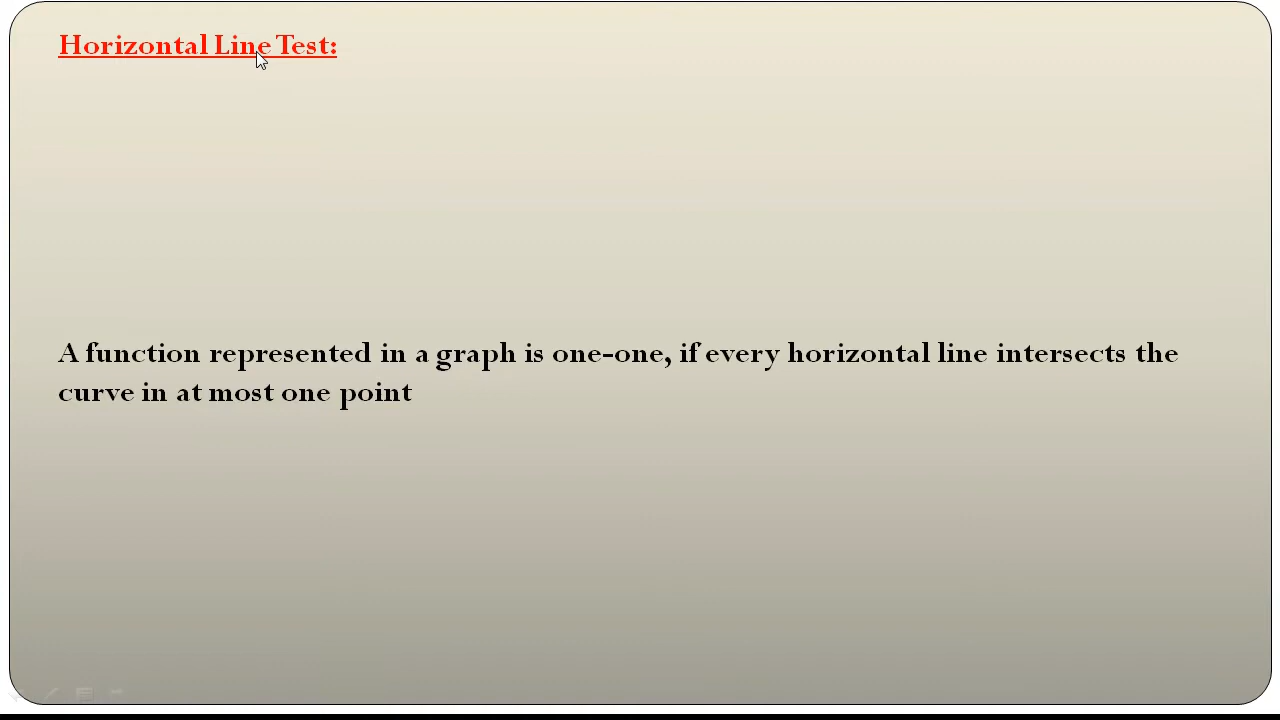 Horizontal Line Test:
A function represented in a graph is one-one, if every horizontal line intersects the
curve in at most one point